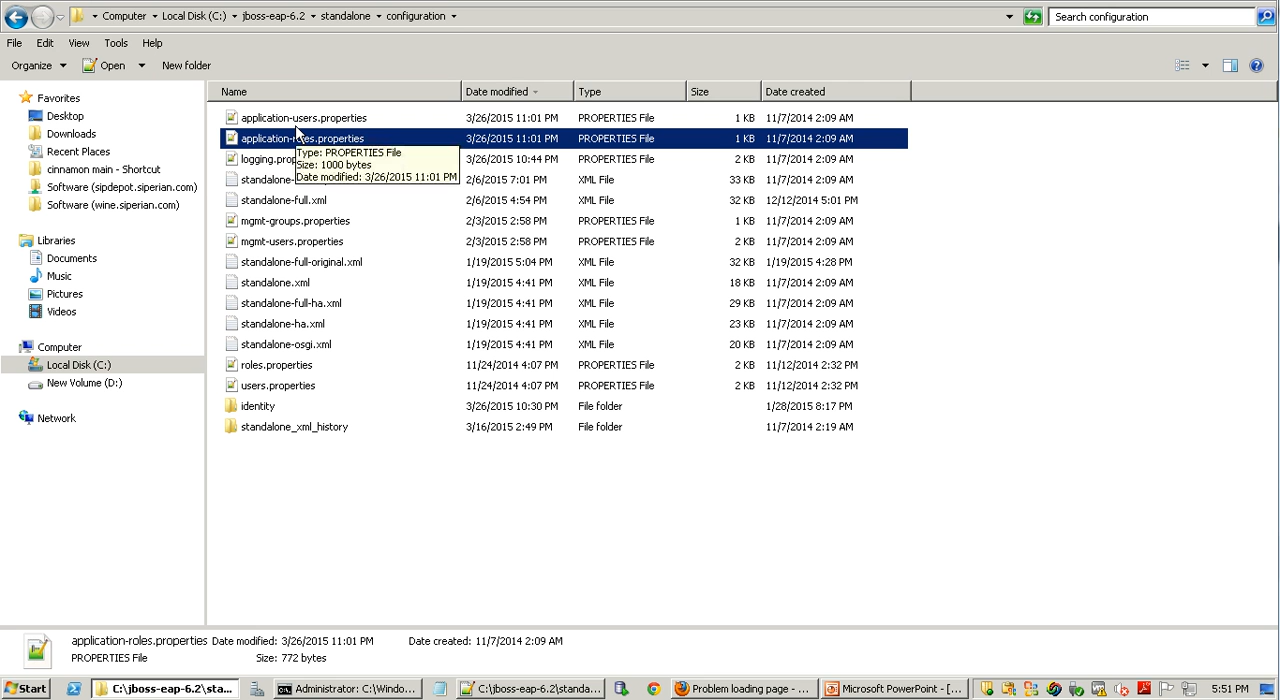 Computer Local Disk (C:) jboss-eap-6.2 standalone configuration
Search configuration
File Edit View Tools Help
Organize Open New folder
Name Date modified Type Size Date created
Favorites
Desktop
Downloads
Recent Places
cinnamon main - Shortcut
Software (sipdepot.siperian.com)
Software (wine.siperian.com)
Libraries
Documents
Music
Pictures
Videos
Computer
Local Disk (C:)
New Volume (D:)
Network
application-users.properties 3/26/2015 11:01 PM PROPERTIES File 1 KB 11/7/2014 2:09 AM
3/26/2015 11:01 PM PROPERTIES File 1 KB 11/7/2014 2:09 AM
Type: PROPERTIES File
Size: 1000 bytes
Date modified: 3/26/2015 11:01 PM
3/26/2015 10:44 PM PROPERTIES File 2 KB 11/7/2014 2:09 AM
2/6/2015 7:01 PM XML File 33 KB 11/7/2014 2:09 AM
standalone-full.xml 2/6/2015 4:54 PM XML File 32 KB 12/12/2014 5:01 PM
mgmt-groups.properties 2/3/2015 2:58 PM PROPERTIES File 1 KB 11/7/2014 2:09 AM
mgmt-users.properties 2/3/2015 2:58 PM PROPERTIES File 2 KB 11/7/2014 2:09 AM
standalone-full-original.xml 1/19/2015 5:04 PM XML File 32 KB 1/19/2015 4:28 PM
standalone.xml 1/19/2015 4:41 PM XML File 18 KB 11/7/2014 2:09 AM
standalone-full-ha.xml 1/19/2015 4:41 PM XML File 29 KB 11/7/2014 2:09 AM
standalone-ha.xml 1/19/2015 4:41 PM XML File 23 KB 11/7/2014 2:09 AM
standalone-osgi.xml 1/19/2015 4:41 PM XML File 20 KB 11/7/2014 2:09 AM
roles.properties 11/24/2014 4:07 PM PROPERTIES File 2 KB 11/12/2014 2:32 PM
users.properties 11/24/2014 4:07 PM PROPERTIES File 2 KB 11/12/2014 2:32 PM
identity 3/26/2015 10:30 PM File folder 1/28/2015 8:17 PM
standalone_xml_history 3/16/2015 2:49 PM File folder 11/7/2014 2:19 AM
application-roles.properties Date modified: 3/26/2015 11:01 PM Date created: 11/7/2014 2:09 AM
PROPERTIES File Size: 772 bytes
Start C:\jboss-eap-6.2\sta... Administrator: Windo... C:\jboss-eap-6.2\standa... Problem loading page - ... Microsoft PowerPoint - [... 5:51 PM